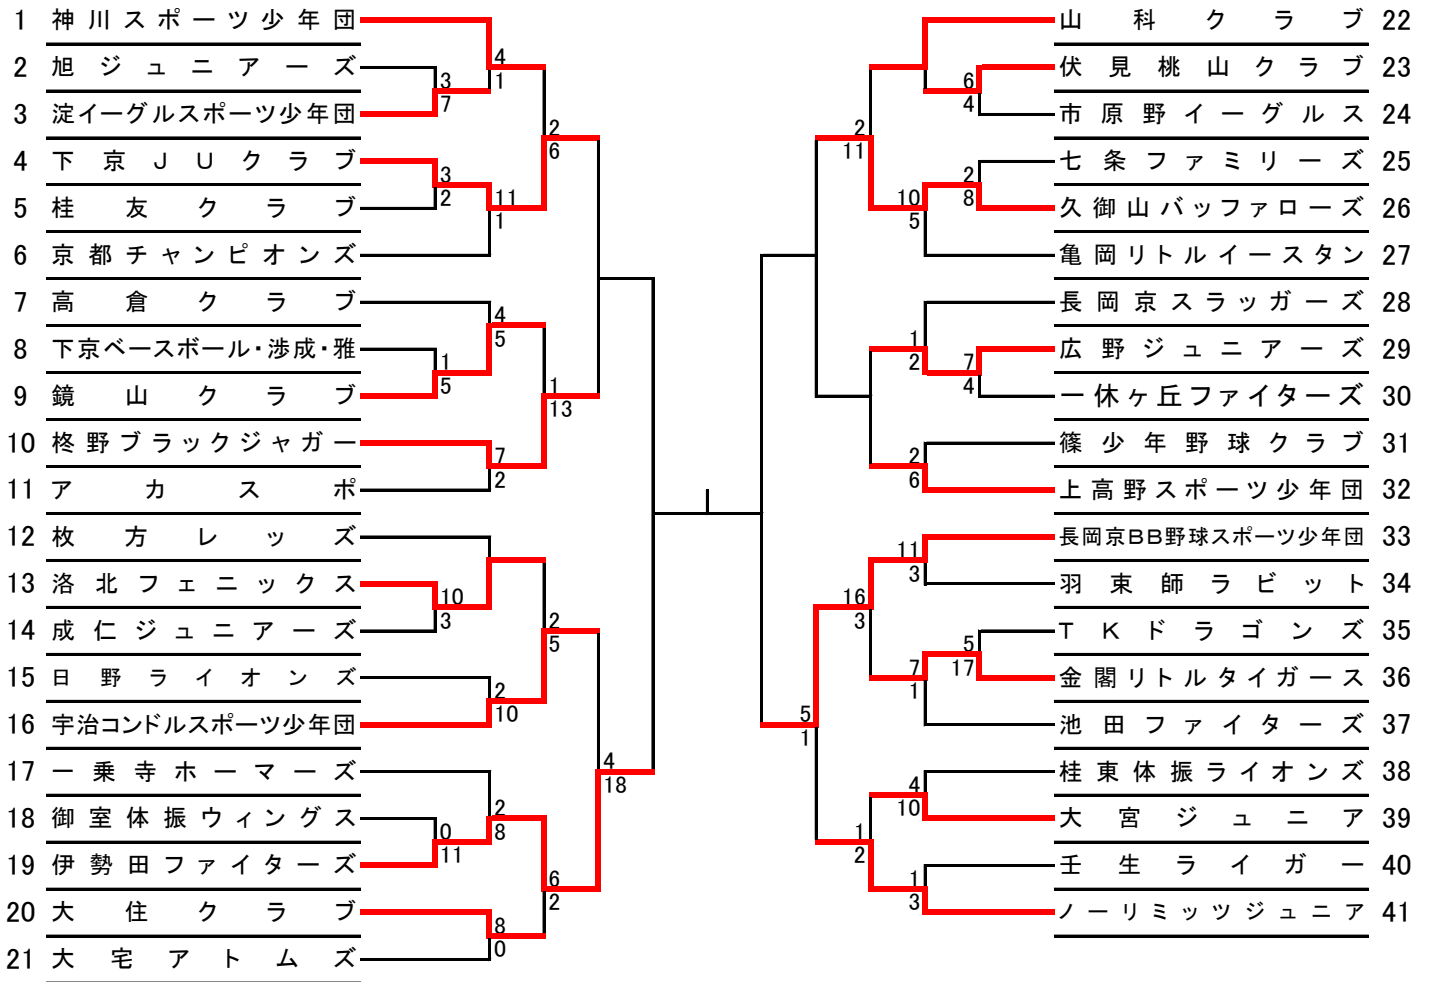 1 神川スポーツ少年団
2 旭ジュニアーズ
3 淀イーグルスポーツ少年団
4 下京JUクラブ
5 桂友クラブ
6 京都チャンピオンズ
7 高倉クラブ
8 下京ベースボール・渉成・雅
9 鏡山クラブ
10 柊野ブラックジャガー
11 アカスポ
12 枚方レッズ
13 洛北フェニックス
14 成仁ジュニアーズ
15 日野ライオンズ
16 宇治コンドルスポーツ少年団
17 一乗寺ホーマーズ
18 御室体振ウィングス
19 伊勢田ファイターズ
20 大住クラブ
21 大宅アトムズ
4
1
3
7
2
6
3
2
11
1
4
5
1
5
1
13
7
2
10
3
2
5
2
10
4
18
2
8
0
11
6
2
8
0
山科クラブ 22
伏見桃山クラブ 23
市原野イーグルス 24
七条ファミリーズ 25
久御山バッファローズ 26
亀岡リトルイースタン 27
長岡京スラッガーズ 28
広野ジュニアーズ 29
一休ヶ丘ファイターズ 30
篠少年野球クラブ 31
上高野スポーツ少年団 32
長岡京BB野球スポーツ少年団 33
羽束師ラビット 34
TKドラゴンズ 35
金閣リトルタイガース 36
池田ファイターズ 37
桂東体振ライオンズ 38
大宮ジュニア 39
壬生ライガー 40
ノーリミッツジュニア 41
6
4
2
11
2
8
10
5
1
2
7
4
2
6
11
3
16
3
5
17
7
1
5
1
4
10
1
2
1
3